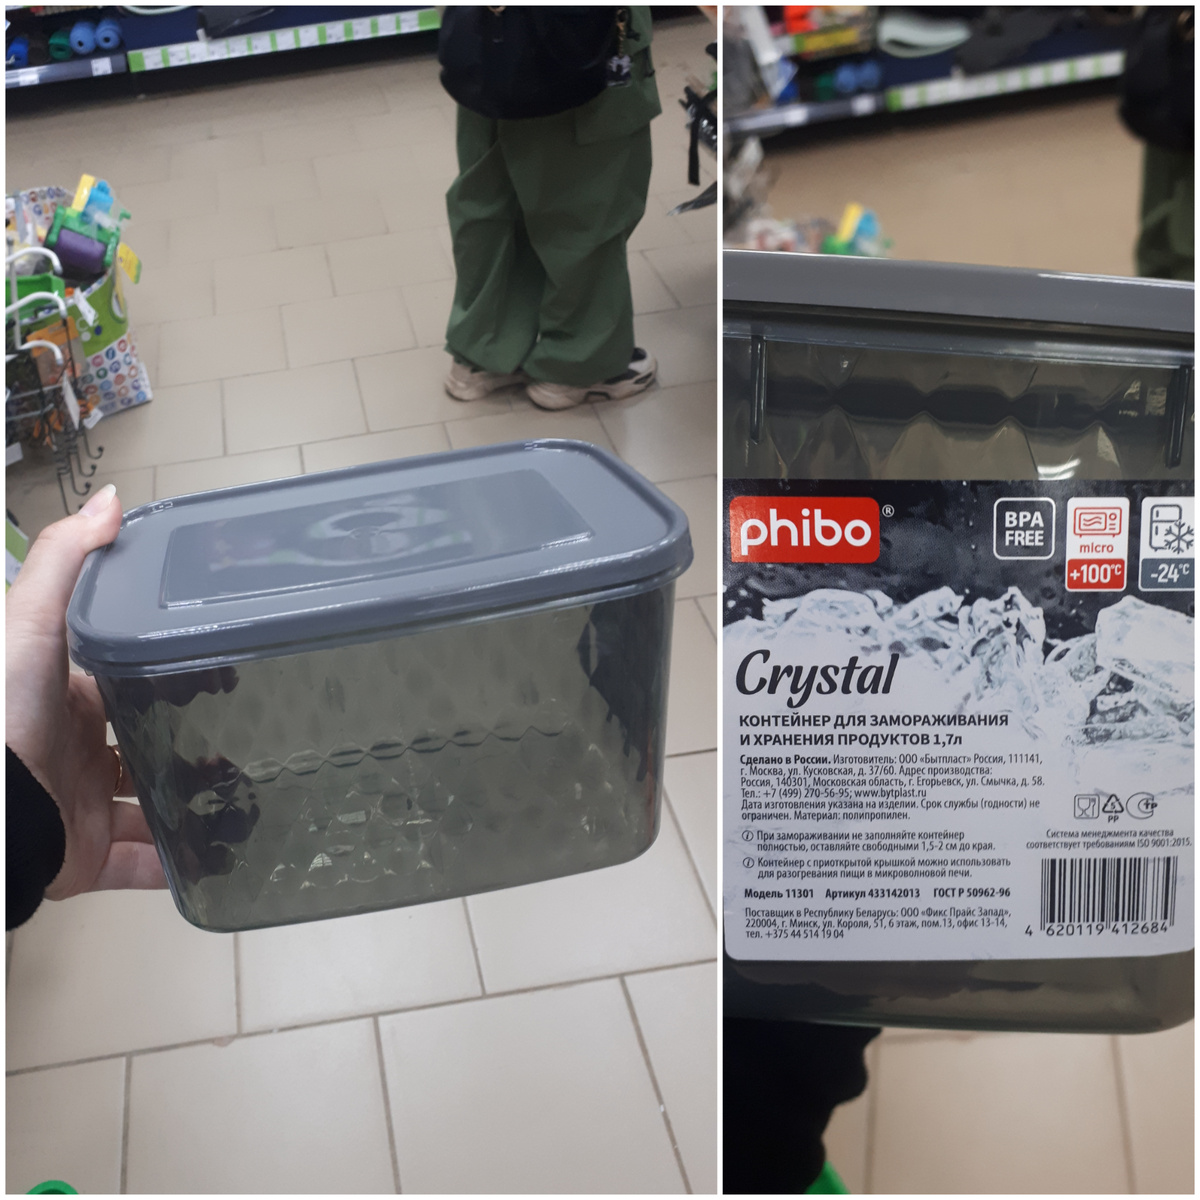 phibo®
BPA
FREE
micro
+100°C
-24°C
Crystal
КОНТЕЙНЕР ДЛЯ ЗАМОРАЖИВАНИЯ
И ХРАНЕНИЯ ПРОДУКТОВ 1,7л
Сделано в России. Изготовитель: ООО «Бытпласт» Россия, 111141,
г. Москва, ул. Кусковская, д. 37/60. Адрес производства:
Россия, 140301, Московская область, г. Егорьевск, ул. Смычка, д. 58.
Тел.: +7 (499) 270-56-95; www.bytplast.ru
Дата изготовления указана на изделии. Срок службы (годности) не
ограничен. Материал: полипропилен.
При замораживании не заполняйте контейнер
полностью, оставляйте свободными 1,5-2 см до края.
Контейнер с приоткрытой крышкой можно использовать
для разогревания пищи в микроволновой печи.
5
PP
Система менеджмента качества
соответствует требованиям ISO 9001:2015.
Модель 11301 Артикул 433142013 ГОСТ Р 50962-96
Поставщик в Республику Беларусь: ООО «Фикс Прайс Запад»,
220004, г. Минск, ул. Короля, 51, 6 этаж, пом.13, офис 13-14,
тел. +375 44 514 19 04
4 620119 412684